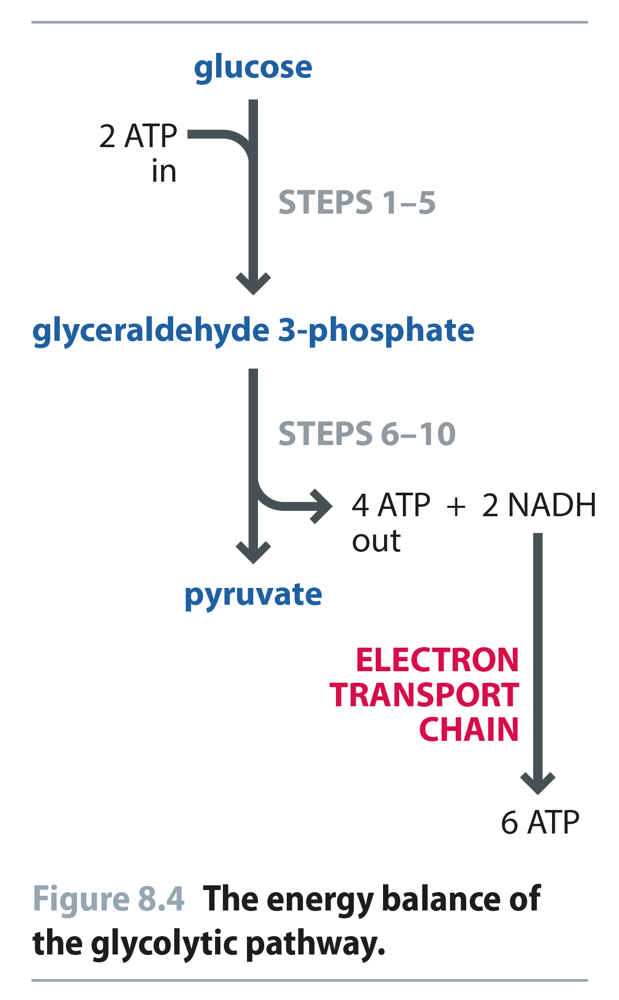 glucose
2 ATP
in
STEPS 1–5
glyceraldehyde 3-phosphate
STEPS 6–10
4 ATP + 2 NADH
out
pyruvate
ELECTRON
TRANSPORT
CHAIN
6 ATP
Figure 8.4 The energy balance of
the glycolytic pathway.